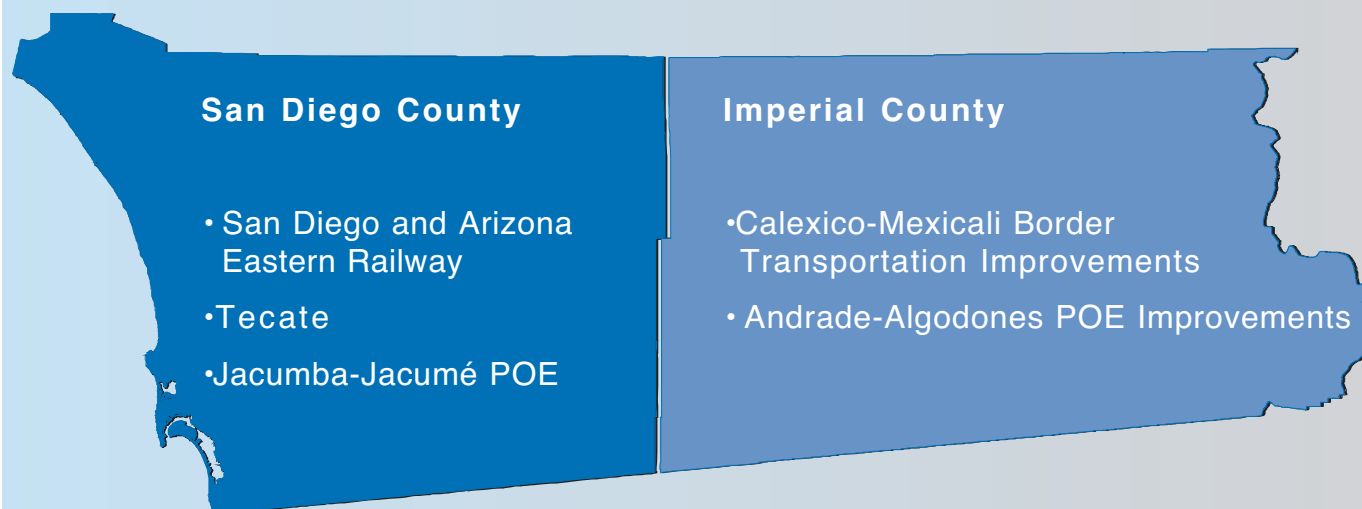 San Diego County
• San Diego and Arizona
Eastern Railway
•Tecate
•Jacumba-Jacumé POE
Imperial County
•Calexico-Mexicali Border
Transportation Improvements
• Andrade-Algodones POE Improvements